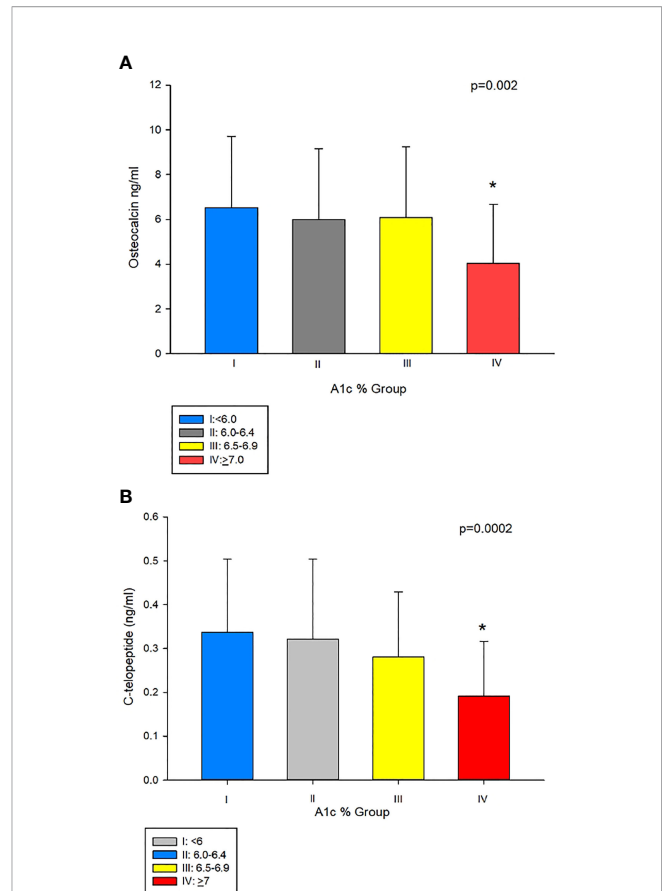 A
p=0.002
12
10
8
6
4
2
0
Osteocalcin ng/ml
*
I II III IV
A1c % Group
I:<6.0
II: 6.0-6.4
III: 6.5-6.9
IV:≥7.0
B
p=0.0002
0.6
0.5
0.4
0.3
0.2
0.1
0.0
C-telopeptide (ng/ml)
*
I II III IV
A1c % Group
I: <6
II: 6.0-6.4
III: 6.5-6.9
IV: ≥7